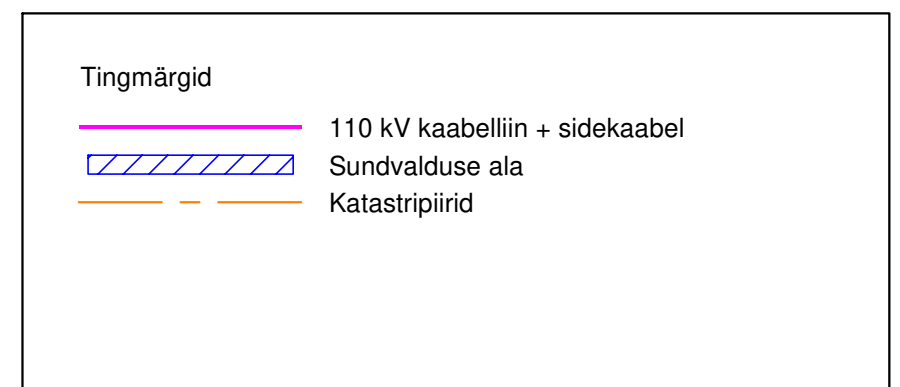 Tingmärgid
110 kV kaabelliin + sidekaabel
Sundvalduse ala
Katastripiirid